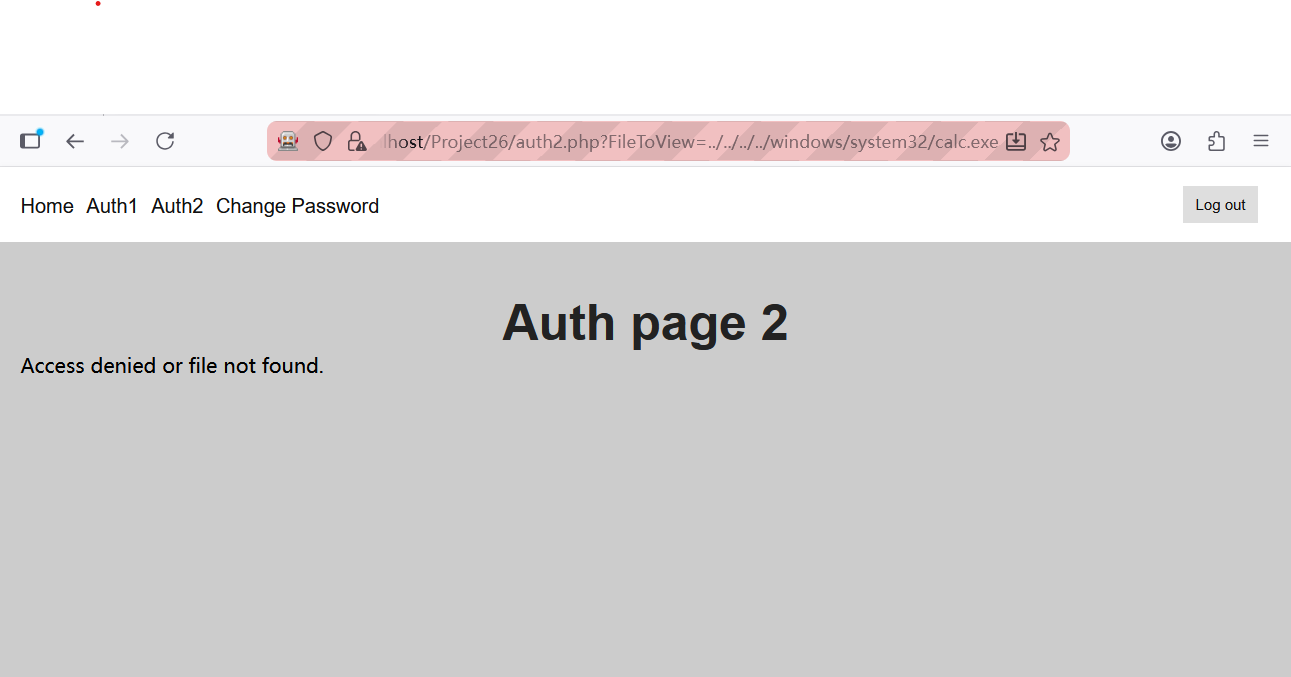 lhost/Project26/auth2.php?FileToView=../../../../windows/system32/calc.exe
Home Auth1 Auth2 Change Password Log out
Auth page 2
Access denied or file not found.